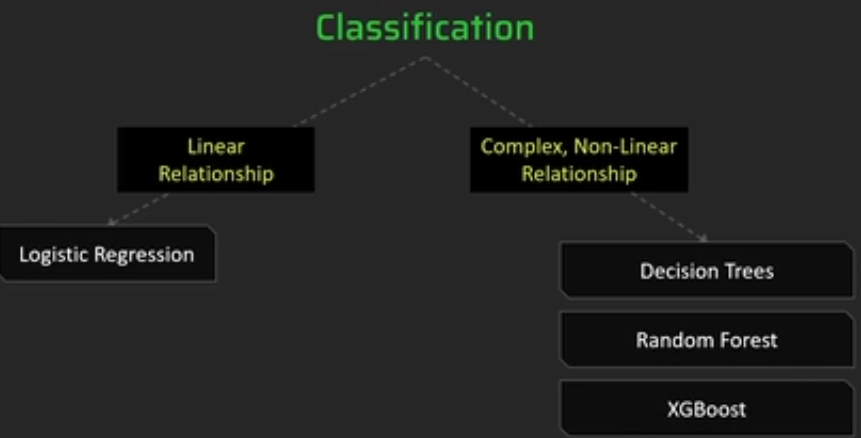 Classification
Linear
Relationship
Complex, Non-Linear
Relationship
Logistic Regression
Decision Trees
Random Forest
XGBoost